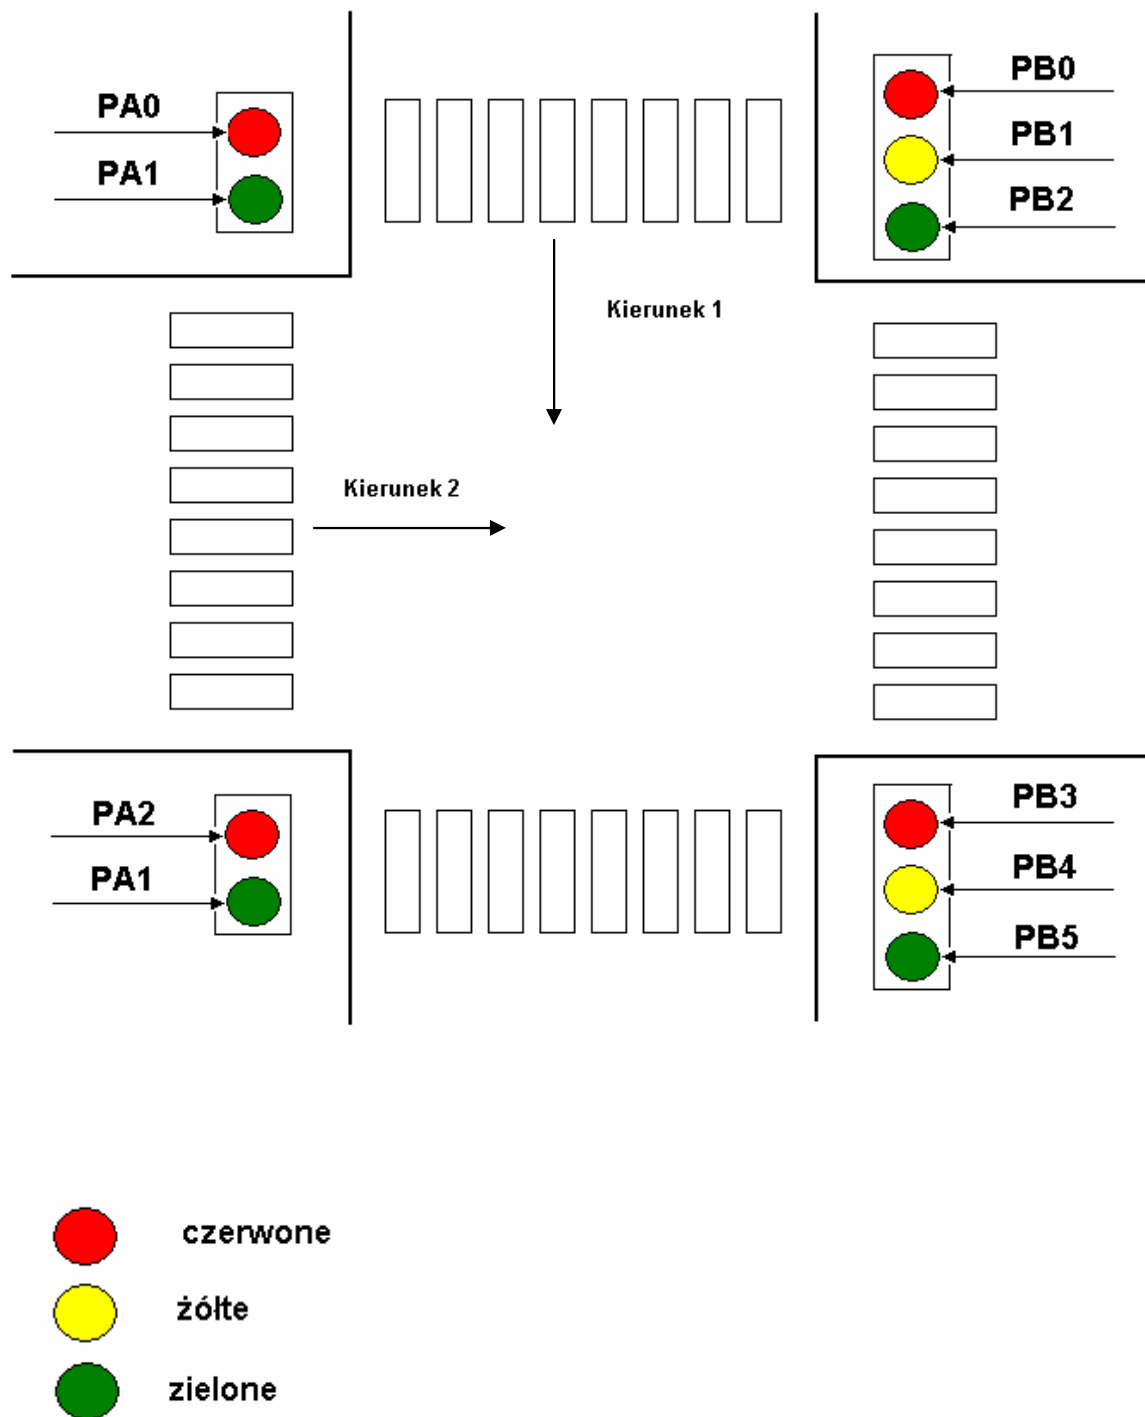 PA0
PA1
PB0
PB1
PB2
Kierunek 1
Kierunek 2
PA2
PA1
PB3
PB4
PB5
czerwone
żółte
zielone